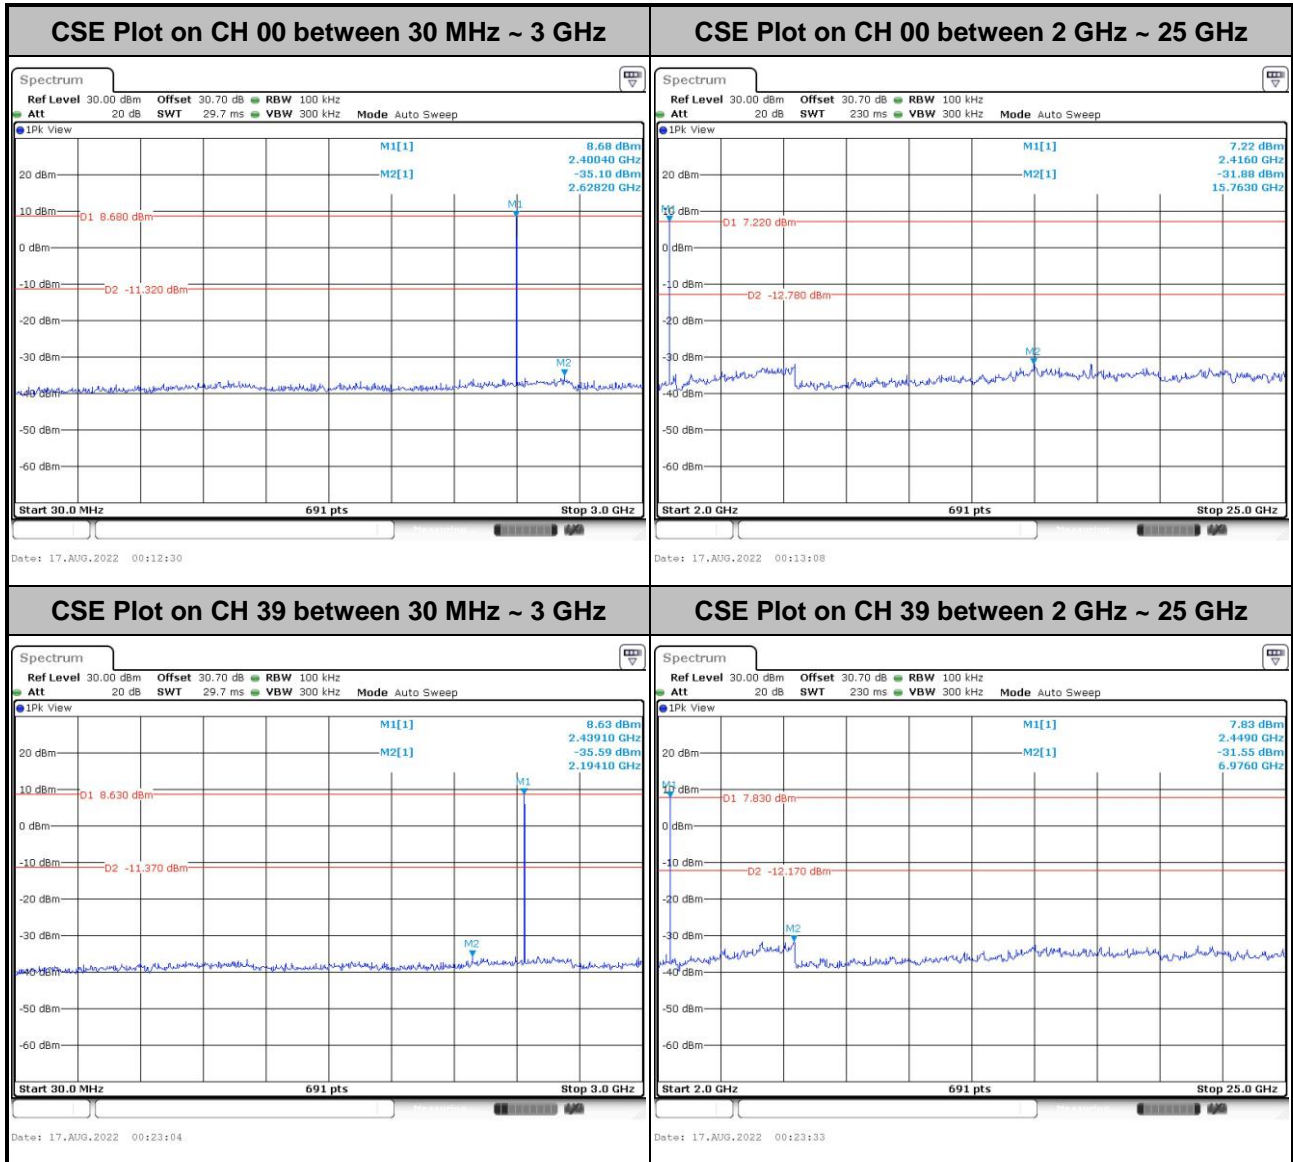 CSE Plot on CH 00 between 30 MHz ~ 3 GHz
Spectrum
Ref Level 30.00 dBm Offset 30.70 dB RBW 100 kHz
Att 20 dB SWT 29.7 ms VBW 300 kHz Mode Auto Sweep
1Pk View
M1[1] 8.68 dBm
2.40040 GHz
20 dBm M2[1] -35.10 dBm
2.62820 GHz
M1
10 dBm
D1 8.680 dBm
0 dBm
-10 dBm
D2 -11.320 dBm
-20 dBm
-30 dBm
M2
-40 dBm
-50 dBm
-60 dBm
Start 30.0 MHz 691 pts Stop 3.0 GHz
Date: 17.AUG.2022 00:12:30
CSE Plot on CH 00 between 2 GHz ~ 25 GHz
Spectrum
Ref Level 30.00 dBm Offset 30.70 dB RBW 100 kHz
Att 20 dB SWT 230 ms VBW 300 kHz Mode Auto Sweep
1Pk View
M1[1] 7.22 dBm
2.4160 GHz
20 dBm M2[1] -31.88 dBm
15.7630 GHz
M1
10 dBm
D1 7.220 dBm
0 dBm
-10 dBm
D2 -12.780 dBm
-20 dBm
-30 dBm
M2
-40 dBm
-50 dBm
-60 dBm
Start 2.0 GHz 691 pts Stop 25.0 GHz
Date: 17.AUG.2022 00:13:08
CSE Plot on CH 39 between 30 MHz ~ 3 GHz
Spectrum
Ref Level 30.00 dBm Offset 30.70 dB RBW 100 kHz
Att 20 dB SWT 29.7 ms VBW 300 kHz Mode Auto Sweep
1Pk View
M1[1] 8.63 dBm
2.43910 GHz
20 dBm M2[1] -35.59 dBm
2.19410 GHz
M1
10 dBm
D1 8.630 dBm
0 dBm
-10 dBm
D2 -11.370 dBm
-20 dBm
-30 dBm
M2
-40 dBm
-50 dBm
-60 dBm
Start 30.0 MHz 691 pts Stop 3.0 GHz
Date: 17.AUG.2022 00:23:04
CSE Plot on CH 39 between 2 GHz ~ 25 GHz
Spectrum
Ref Level 30.00 dBm Offset 30.70 dB RBW 100 kHz
Att 20 dB SWT 230 ms VBW 300 kHz Mode Auto Sweep
1Pk View
M1[1] 7.83 dBm
2.4490 GHz
20 dBm M2[1] -31.55 dBm
6.9760 GHz
M1
10 dBm
D1 7.830 dBm
0 dBm
-10 dBm
D2 -12.170 dBm
-20 dBm
-30 dBm
M2
-40 dBm
-50 dBm
-60 dBm
Start 2.0 GHz 691 pts Stop 25.0 GHz
Date: 17.AUG.2022 00:23:33